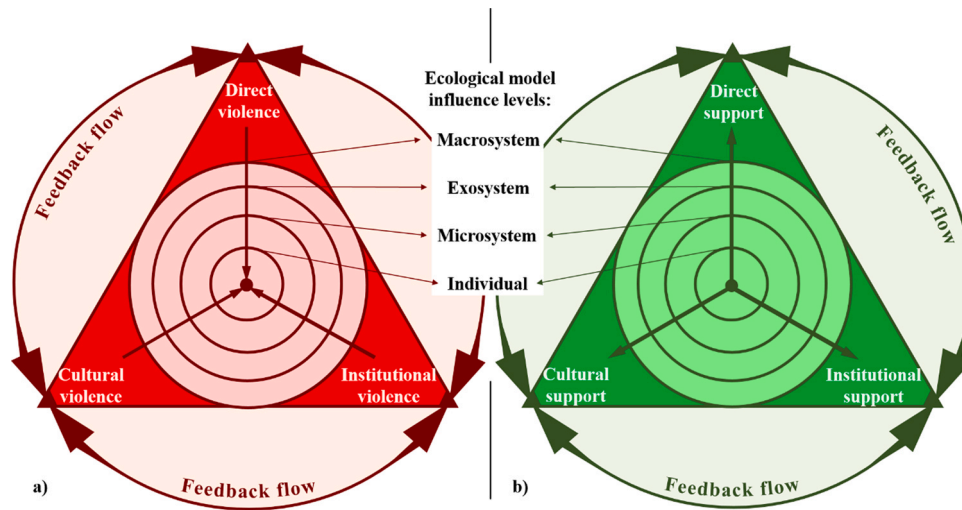 Direct
violence
Feedback flow
Cultural
violence
Institutional
violence
Feedback flow
a)
Ecological model
influence levels:
Macrosystem
Exosystem
Microsystem
Individual
Direct
support
Feedback flow
Cultural
support
Institutional
support
Feedback flow
b)